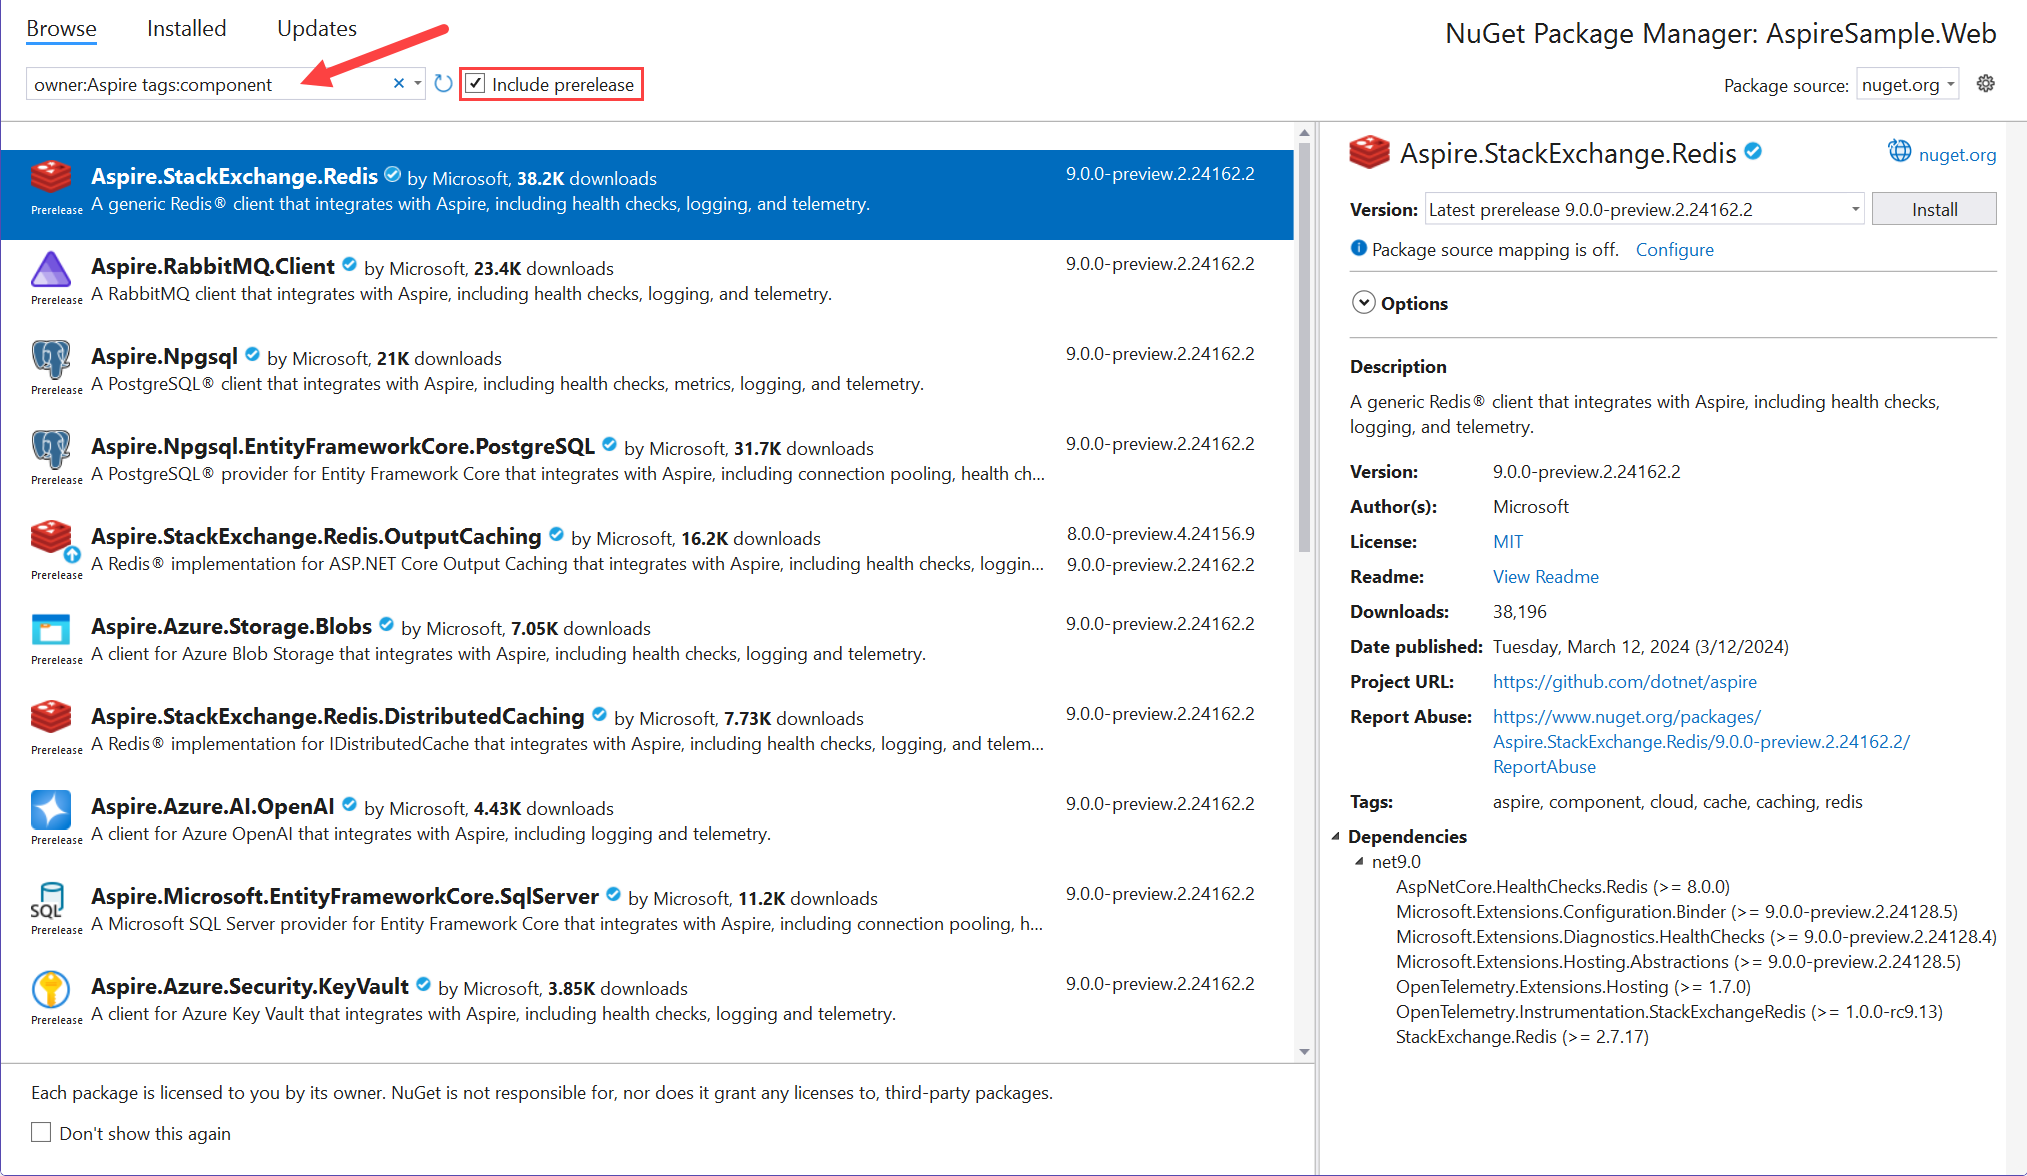 Browse Installed Updates
NuGet Package Manager: AspireSample.Web
owner:Aspire tags:component
Include prerelease
Package source: nuget.org
Aspire.StackExchange.Redis by Microsoft, 38.2K downloads 9.0.0-preview.2.24162.2
Prerelease A generic Redis® client that integrates with Aspire, including health checks, logging, and telemetry.
Aspire.RabbitMQ.Client by Microsoft, 23.4K downloads 9.0.0-preview.2.24162.2
Prerelease A RabbitMQ client that integrates with Aspire, including health checks, logging, and telemetry.
Aspire.Npgsql by Microsoft, 21K downloads 9.0.0-preview.2.24162.2
Prerelease A PostgreSQL® client that integrates with Aspire, including health checks, metrics, logging, and telemetry.
Aspire.Npgsql.EntityFrameworkCore.PostgreSQL by Microsoft, 31.7K downloads 9.0.0-preview.2.24162.2
Prerelease A PostgreSQL® provider for Entity Framework Core that integrates with Aspire, including connection pooling, health ch...
Aspire.StackExchange.Redis.OutputCaching by Microsoft, 16.2K downloads 8.0.0-preview.4.24156.9
A Redis® implementation for ASP.NET Core Output Caching that integrates with Aspire, including health checks, loggin... 9.0.0-preview.2.24162.2
Prerelease
Aspire.Azure.Storage.Blobs by Microsoft, 7.05K downloads 9.0.0-preview.2.24162.2
Prerelease A client for Azure Blob Storage that integrates with Aspire, including health checks, logging and telemetry.
Aspire.StackExchange.Redis.DistributedCaching by Microsoft, 7.73K downloads 9.0.0-preview.2.24162.2
Prerelease A Redis® implementation for IDistributedCache that integrates with Aspire, including health checks, logging, and telem...
Aspire.Azure.AI.OpenAI by Microsoft, 4.43K downloads 9.0.0-preview.2.24162.2
Prerelease A client for Azure OpenAI that integrates with Aspire, including logging and telemetry.
SQL Aspire.Microsoft.EntityFrameworkCore.SqlServer by Microsoft, 11.2K downloads 9.0.0-preview.2.24162.2
Prerelease A Microsoft SQL Server provider for Entity Framework Core that integrates with Aspire, including connection pooling, h...
Aspire.Azure.Security.KeyVault by Microsoft, 3.85K downloads 9.0.0-preview.2.24162.2
Prerelease A client for Azure Key Vault that integrates with Aspire, including health checks, logging and telemetry.
Each package is licensed to you by its owner. NuGet is not responsible for, nor does it grant any licenses to, third-party packages.
Don't show this again
Aspire.StackExchange.Redis nuget.org
Version: Latest prerelease 9.0.0-preview.2.24162.2 Install
Package source mapping is off. Configure
Options
Description
A generic Redis® client that integrates with Aspire, including health checks,
logging, and telemetry.
Version: 9.0.0-preview.2.24162.2
Author(s): Microsoft
License: MIT
Readme: View Readme
Downloads: 38,196
Date published: Tuesday, March 12, 2024 (3/12/2024)
Project URL: https://github.com/dotnet/aspire
Report Abuse: https://www.nuget.org/packages/
Aspire.StackExchange.Redis/9.0.0-preview.2.24162.2/
ReportAbuse
Tags: aspire, component, cloud, cache, caching, redis
Dependencies
net9.0
AspNetCore.HealthChecks.Redis (>= 8.0.0)
Microsoft.Extensions.Configuration.Binder (>= 9.0.0-preview.2.24128.5)
Microsoft.Extensions.Diagnostics.HealthChecks (>= 9.0.0-preview.2.24128.4)
Microsoft.Extensions.Hosting.Abstractions (>= 9.0.0-preview.2.24128.5)
OpenTelemetry.Extensions.Hosting (>= 1.7.0)
OpenTelemetry.Instrumentation.StackExchangeRedis (>= 1.0.0-rc9.13)
StackExchange.Redis (>= 2.7.17)